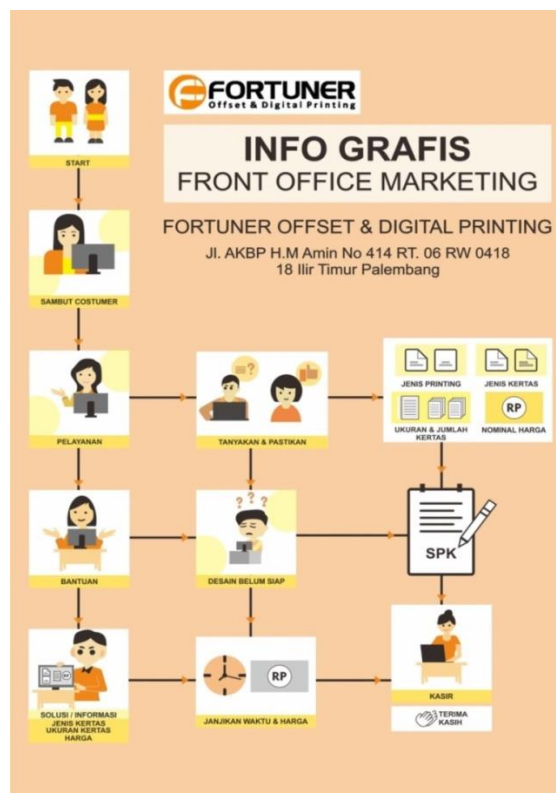 FORTUNER
Offset & Digital Printing
INFO GRAFIS
FRONT OFFICE MARKETING
FORTUNER OFFSET & DIGITAL PRINTING
Jl. AKBP H.M Amin No 414 RT. 06 RW 0418
18 Ilir Timur Palembang
START
SAMBUT COSTUMER
PELAYANAN
TANYAKAN & PASTIKAN
JENIS PRINTING
JENIS KERTAS
UKURAN & JUMLAH
KERTAS
RP
NOMINAL HARGA
BANTUAN
? ? ?
DESAIN BELUM SIAP
SPK
SOLUSI / INFORMASI
JENIS KERTAS
UKURAN KERTAS
HARGA
RP
JANJIKAN WAKTU & HARGA
KASIR
TERIMA
KASIH